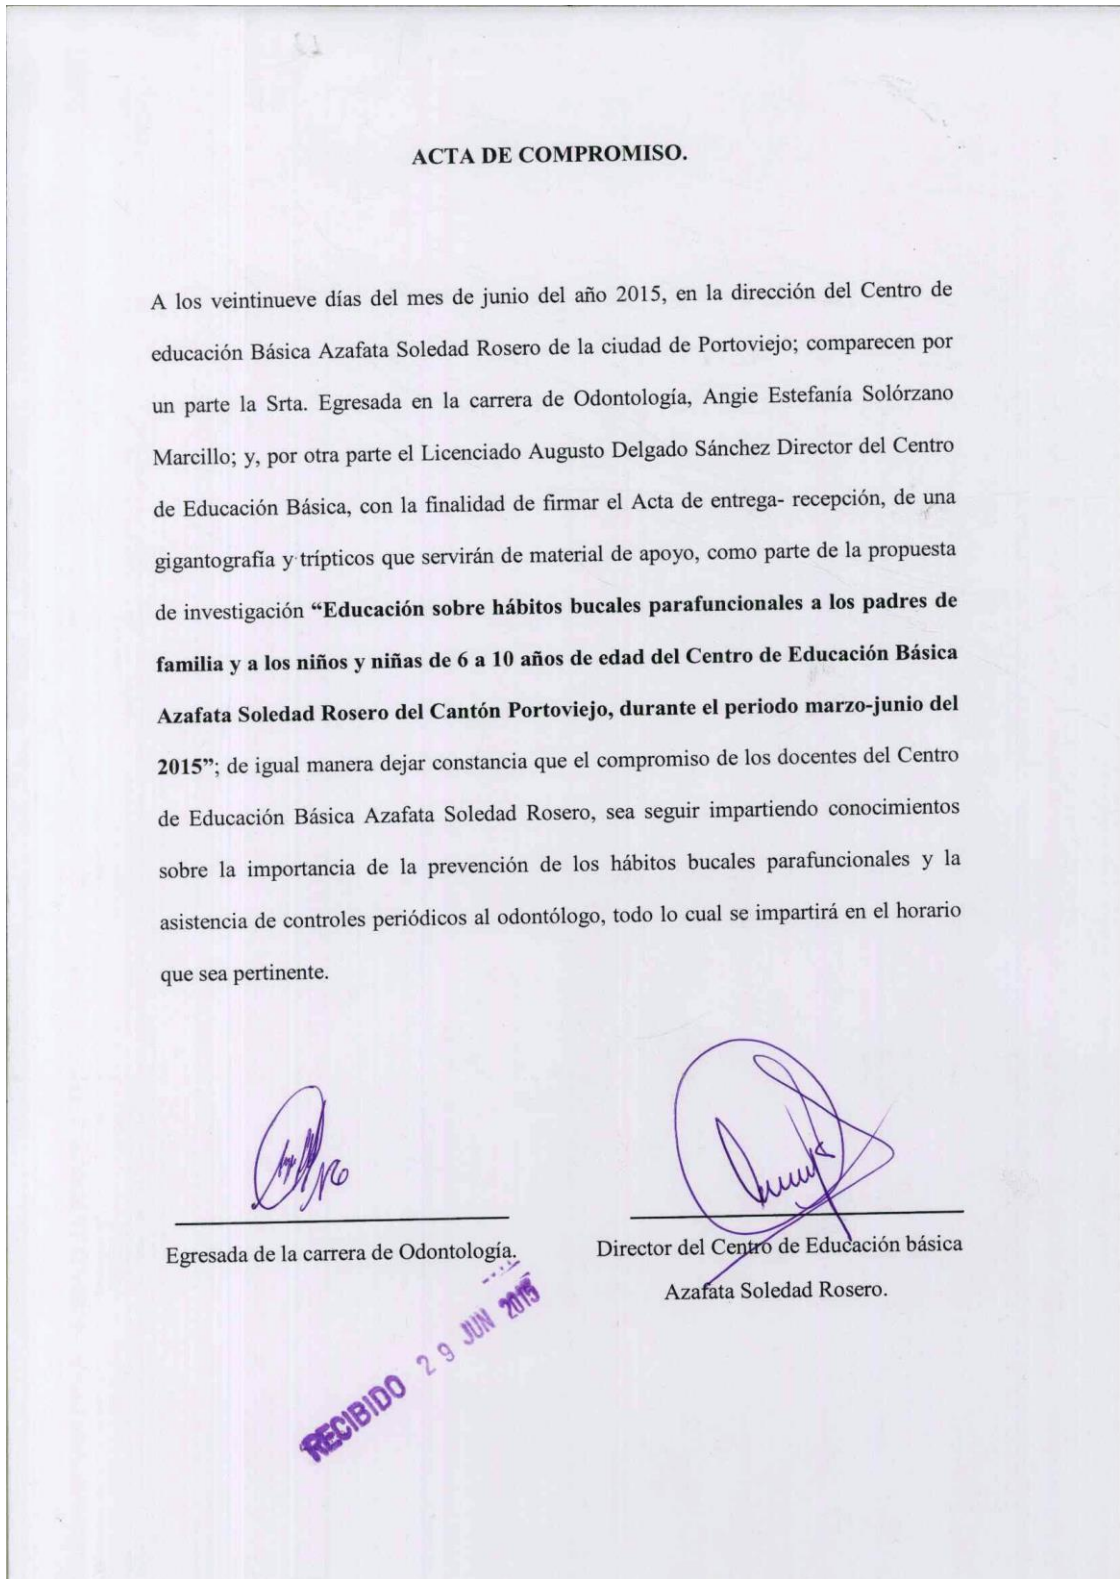 ACTA DE COMPROMISO.
A los veintinueve días del mes de junio del año 2015, en la dirección del Centro de
educación Básica Azafata Soledad Rosero de la ciudad de Portoviejo; comparecen por
un parte la Srta. Egresada en la carrera de Odontología, Angie Estefanía Solórzano
Marcillo; y, por otra parte el Licenciado Augusto Delgado Sánchez Director del Centro
de Educación Básica, con la finalidad de firmar el Acta de entrega- recepción, de una
gigantografía y trípticos que servirán de material de apoyo, como parte de la propuesta
de investigación “Educación sobre hábitos bucales parafuncionales a los padres de
familia y a los niños y niñas de 6 a 10 años de edad del Centro de Educación Básica
Azafata Soledad Rosero del Cantón Portoviejo, durante el periodo marzo-junio del
2015”; de igual manera dejar constancia que el compromiso de los docentes del Centro
de Educación Básica Azafata Soledad Rosero, sea seguir impartiendo conocimientos
sobre la importancia de la prevención de los hábitos bucales parafuncionales y la
asistencia de controles periódicos al odontólogo, todo lo cual se impartirá en el horario
que sea pertinente.
Egresada de la carrera de Odontología.
Director del Centro de Educación básica
Azafata Soledad Rosero.
RECIBIDO 29 JUN 2015